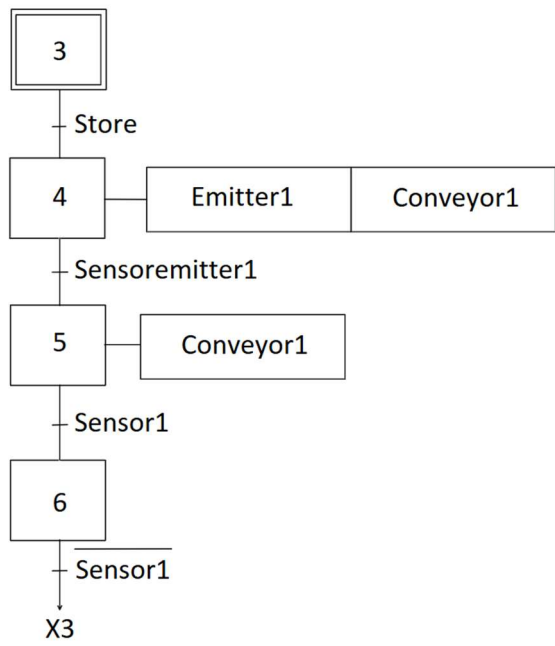 3
Store
4
Emitter1
Conveyor1
Sensoremitter1
5
Conveyor1
Sensor1
6
Sensor1
X3